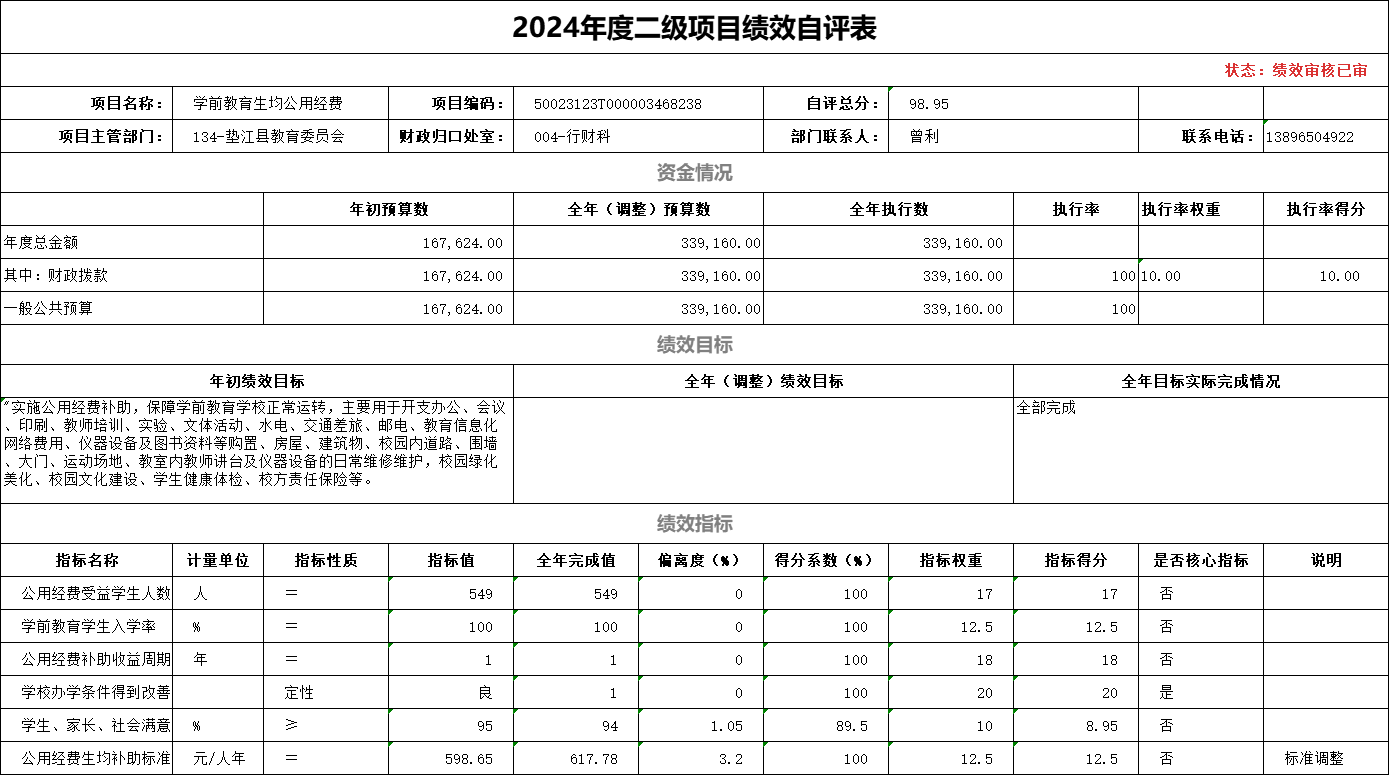 2024年度二级项目绩效自评表
状态：绩效审核已审
项目名称： 学前教育生均公用经费 项目编码： 50023123T000003468238 自评总分： 98.95
项目主管部门： 134-垫江县教育委员会 财政归口处室： 004-行财科 部门联系人： 曾利 联系电话： 13896504922
资金情况
年初预算数 全年（调整）预算数 全年执行数 执行率 执行率权重 执行率得分
年度总金额 167,624.00 339,160.00 339,160.00
其中：财政拨款 167,624.00 339,160.00 339,160.00 100 10.00 10.00
一般公共预算 167,624.00 339,160.00 339,160.00 100
绩效目标
年初绩效目标 全年（调整）绩效目标 全年目标实际完成情况
"实施公用经费补助，保障学前教育学校正常运转，主要用于开支办公、会议 全部完成
、印刷、教师培训、实验、文体活动、水电、交通差旅、邮电、教育信息化
网络费用、仪器设备及图书资料等购置、房屋、建筑物、校园内道路、围墙
、大门、运动场地、教室内教师讲台及仪器设备的日常维修维护，校园绿化
美化、校园文化建设、学生健康体检、校方责任保险等。
绩效指标
指标名称 计量单位 指标性质 指标值 全年完成值 偏离度（%） 得分系数（%） 指标权重 指标得分 是否核心指标 说明
公用经费受益学生人数 人 ＝ 549 549 0 100 17 17 否
学前教育学生入学率 % ＝ 100 100 0 100 12.5 12.5 否
公用经费补助收益周期 年 ＝ 1 1 0 100 18 18 否
学校办学条件得到改善 定性 良 1 0 100 20 20 是
学生、家长、社会满意 % ≥ 95 94 1.05 89.5 10 8.95 否
公用经费生均补助标准 元/人年 ＝ 598.65 617.78 3.2 100 12.5 12.5 否 标准调整